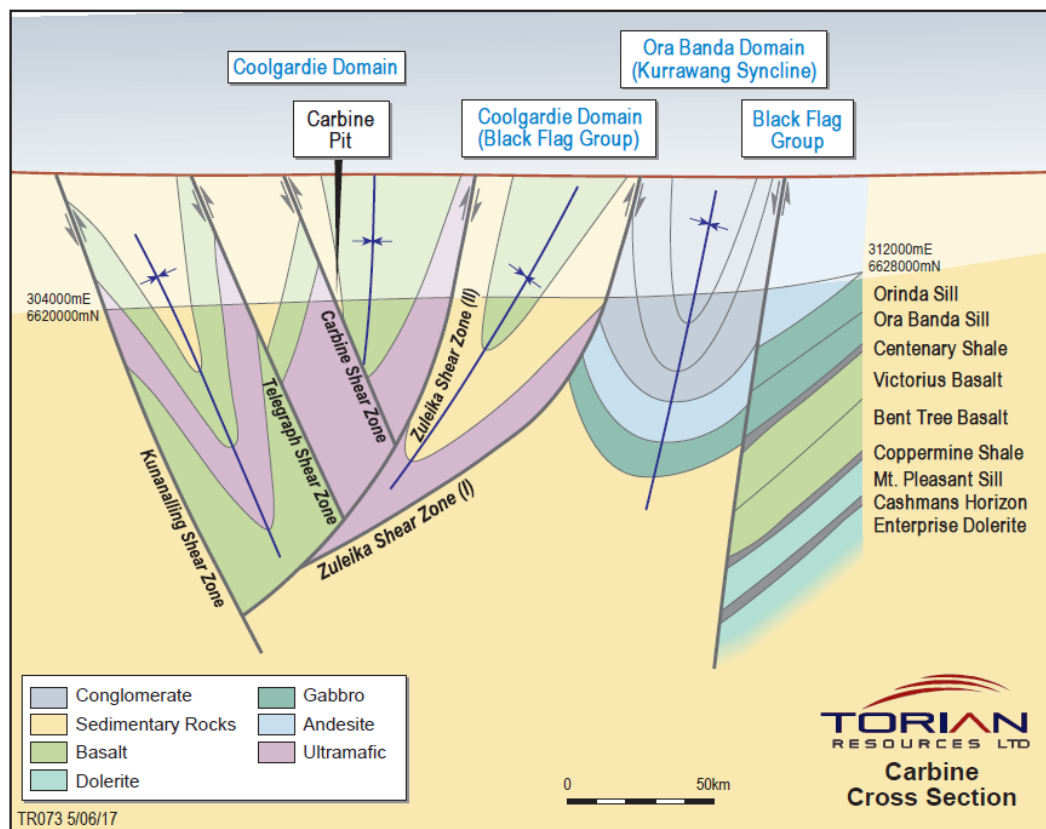 Coolgardie Domain
Ora Banda Domain
(Kurrawang Syncline)
Carbine
Pit
Coolgardie Domain
(Black Flag Group)
Black Flag
Group
312000mE
6628000mN
304000mE
6620000mN
Orinda Sill
Ora Banda Sill
Centenary Shale
Victorius Basalt
Bent Tree Basalt
Coppermine Shale
Mt. Pleasant Sill
Cashmans Horizon
Enterprise Dolerite
Kunanalling Shear Zone
Telegraph Shear Zone
Carbine Shear Zone
Zuleika Shear Zone (II)
Zuleika Shear Zone (I)
Conglomerate
Sedimentary Rocks
Basalt
Dolerite
Gabbro
Andesite
Ultramafic
0 50km
TORIAN
RESOURCES LTD
Carbine
Cross Section
TR073 5/06/17